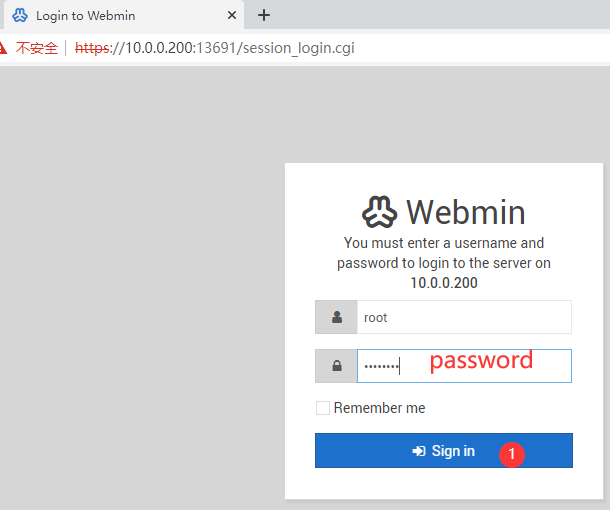 Login to Webmin
不安全 https://10.0.0.200:13691/session_login.cgi
Webmin
You must enter a username and
password to login to the server on
10.0.0.200
root
password
Remember me
Sign in 1